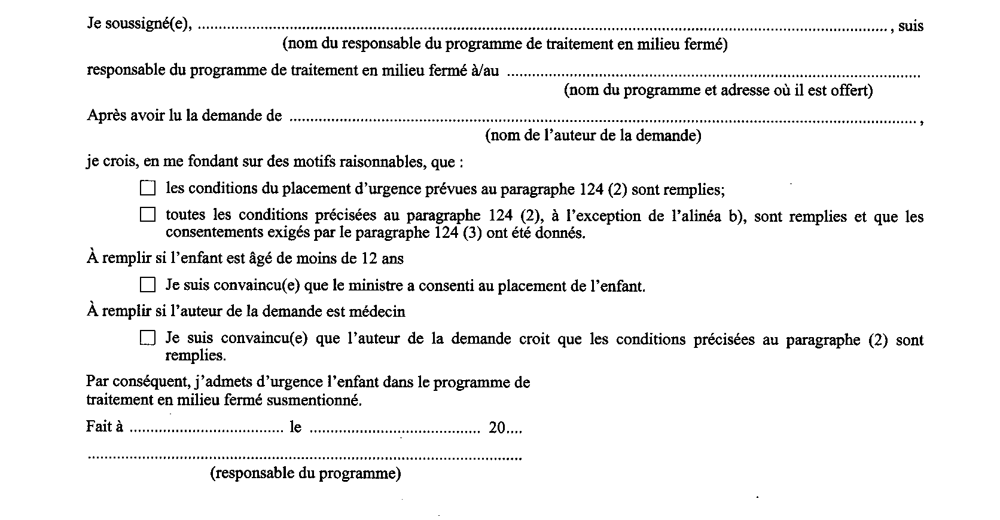 Je soussigné(e), ........................................................................................................................................................................ , suis
(nom du responsable du programme de traitement en milieu fermé)
responsable du programme de traitement en milieu fermé à/au ....................................................................................................
(nom du programme et adresse où il est offert)
Après avoir lu la demande de ...................................................................................................................................................... ,
(nom de l'auteur de la demande)
je crois, en me fondant sur des motifs raisonnables, que :
☐ les conditions du placement d'urgence prévues au paragraphe 124 (2) sont remplies;
☐ toutes les conditions précisées au paragraphe 124 (2), à l'exception de l'alinéa b), sont remplies et que les
consentements exigés par le paragraphe 124 (3) ont été donnés.
À remplir si l'enfant est âgé de moins de 12 ans
☐ Je suis convaincu(e) que le ministre a consenti au placement de l'enfant.
À remplir si l'auteur de la demande est médecin
☐ Je suis convaincu(e) que l'auteur de la demande croit que les conditions précisées au paragraphe (2) sont
remplies.
Par conséquent, j'admets d'urgence l'enfant dans le programme de
traitement en milieu fermé susmentionné.
Fait à ..................................... le ......................................... 20....
........................................................................................................
(responsable du programme)